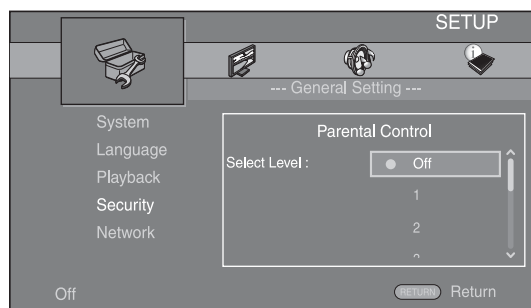 SETUP
--- General Setting ---
System
Language
Playback
Security
Network
Parental Control
Select Level :
Off
1
2
Off
RETURN Return